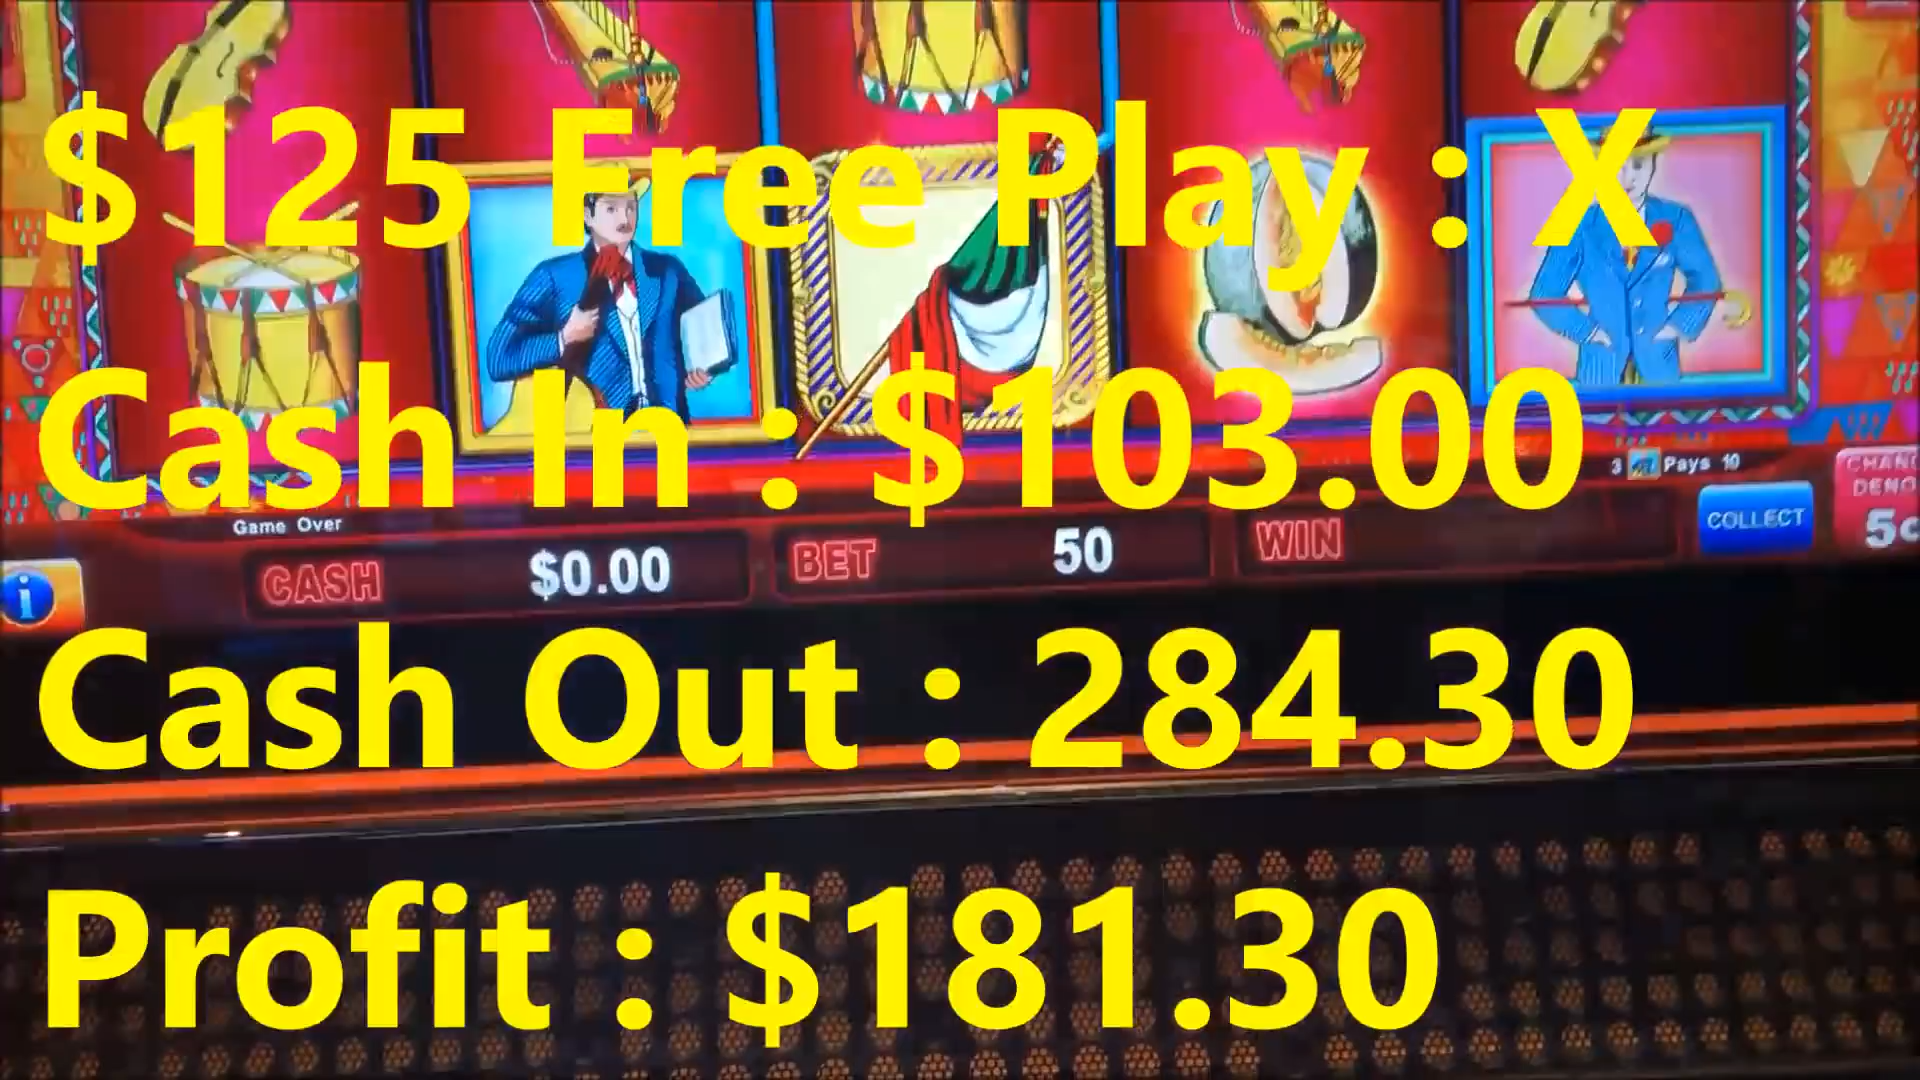 $125 Free Play : X
Cash In : $103.00
3 Pays 10
Game Over
CASH $0.00 BET 50 WIN COLLECT
5¢
Cash Out : 284.30
Profit : $181.30